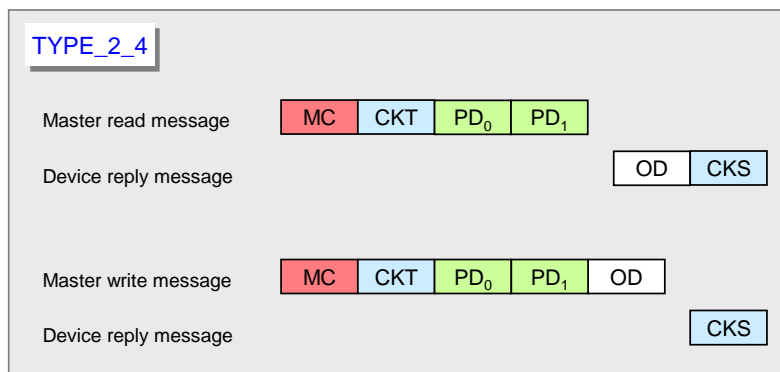 TYPE_2_4
Master read message MC CKT PD₀ PD₁
Device reply message OD CKS
Master write message MC CKT PD₀ PD₁ OD
Device reply message CKS